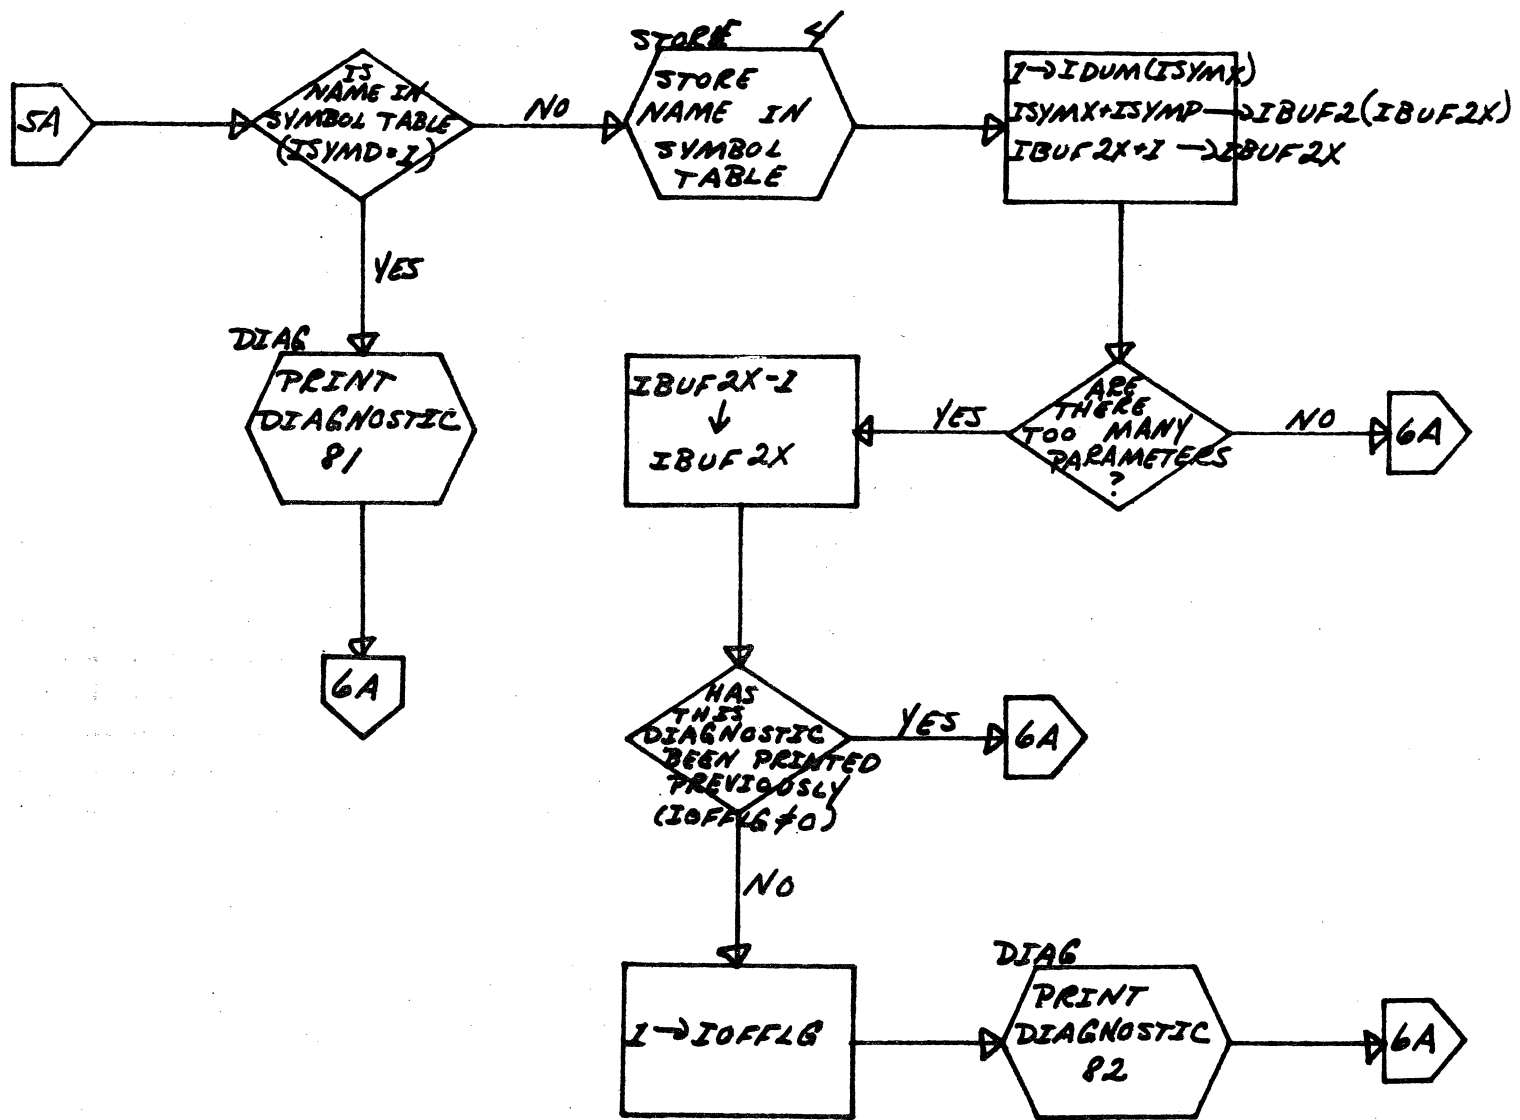 5A
IS
NAME IN
SYMBOL TABLE
(ISYMD=1)
NO
STORE 4
STORE
NAME IN
SYMBOL
TABLE
1→IDUM(ISYMX)
ISYMX+ISYMP→IBUF2(IBUF2X)
IBUF2X+1→IBUF2X
YES
DIAG
PRINT
DIAGNOSTIC
81
6A
IBUF2X-1
↓
IBUF2X
YES
ARE
THERE
TOO MANY
PARAMETERS
?
NO
6A
HAS
THIS
DIAGNOSTIC
BEEN PRINTED
PREVIOUSLY
(IOFFLG≠0)
YES
6A
NO
1→IOFFLG
DIAG
PRINT
DIAGNOSTIC
82
6A